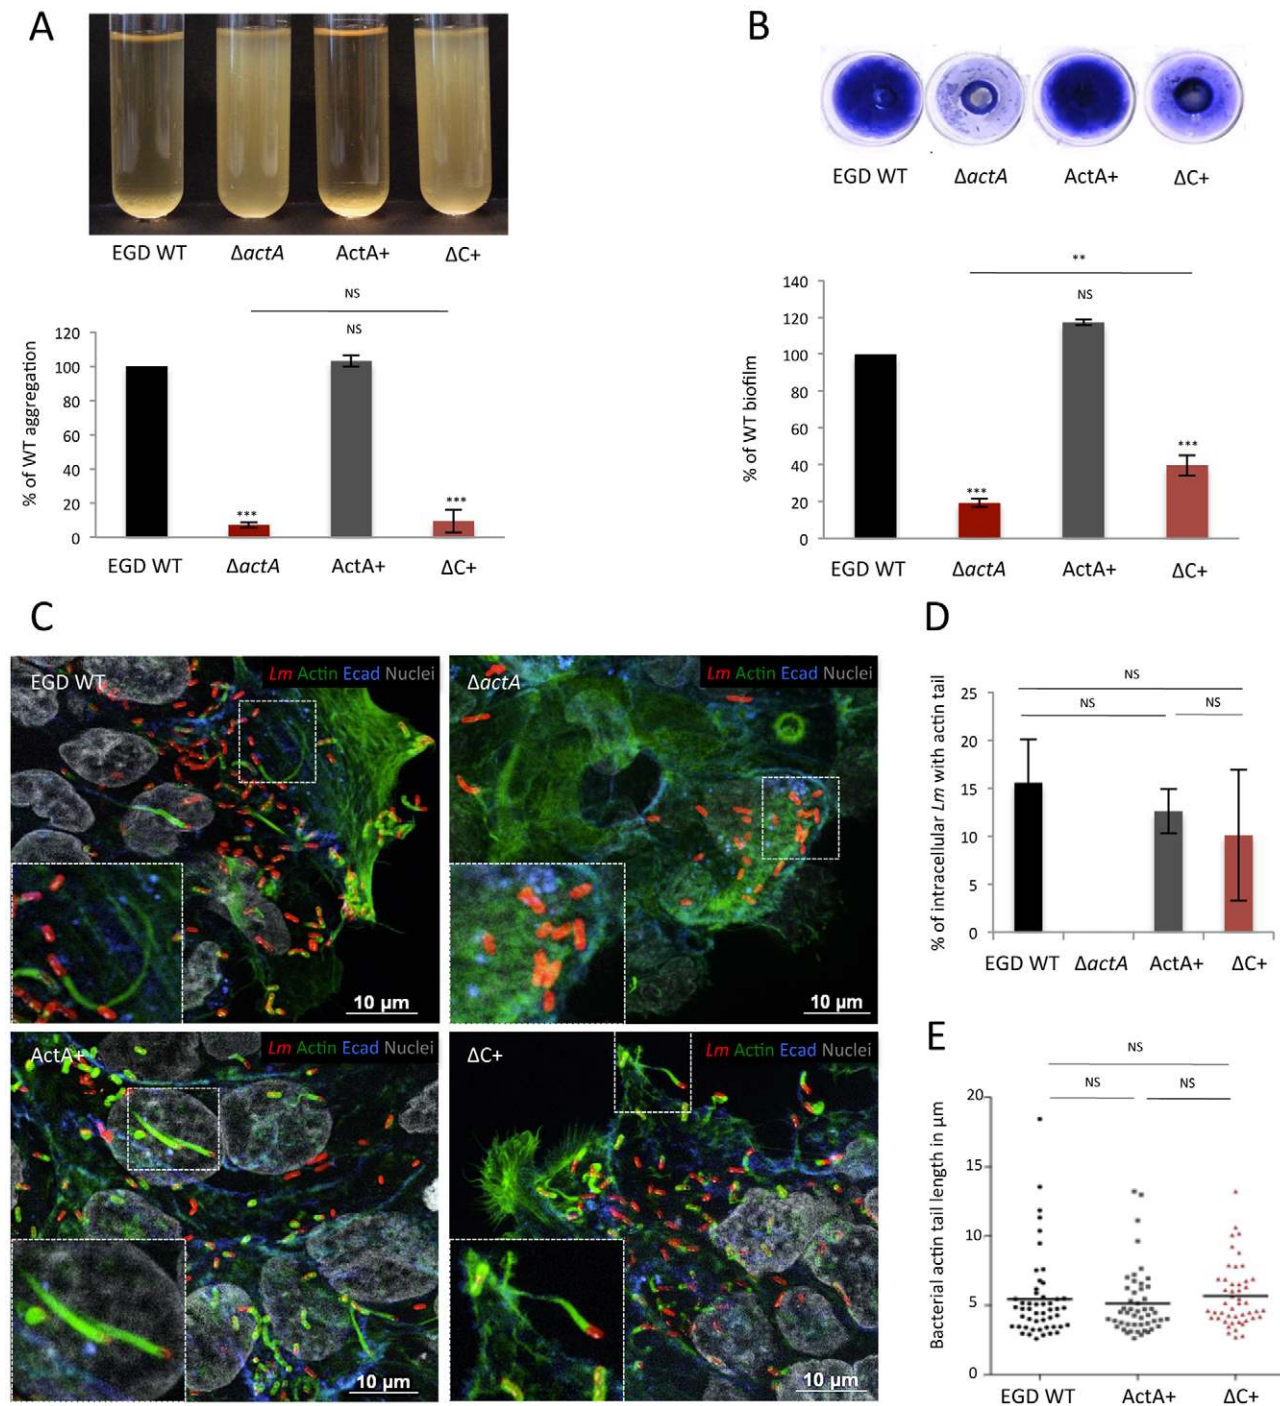 A
EGD WT
ΔactA
ActA+
ΔC+
NS
NS
120
100
80
60
40
20
0
% of WT aggregation
***
***
EGD WT
ΔactA
ActA+
ΔC+
B
EGD WT
ΔactA
ActA+
ΔC+
**
NS
140
120
100
80
60
40
20
0
% of WT biofilm
***
***
EGD WT
ΔactA
ActA+
ΔC+
C
EGD WT
Lm Actin Ecad Nuclei
10 µm
ΔactA
Lm Actin Ecad Nuclei
10 µm
ActA+
Lm Actin Ecad Nuclei
10 µm
ΔC+
Lm Actin Ecad Nuclei
10 µm
D
NS
NS
NS
25
20
15
10
5
0
% of intracellular Lm with actin tail
EGD WT
ΔactA
ActA+
ΔC+
E
NS
NS
NS
20
15
10
5
0
Bacterial actin tail length in µm
EGD WT
ActA+
ΔC+